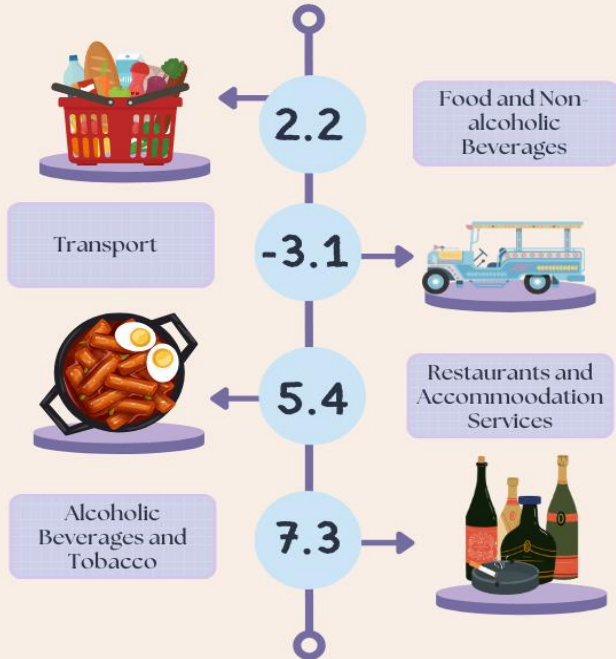 2.2
Food and Non-
alcoholic
Beverages
Transport
-3.1
5.4
Restaurants and
Accommoodation
Services
Alcoholic
Beverages and
Tobacco
7.3